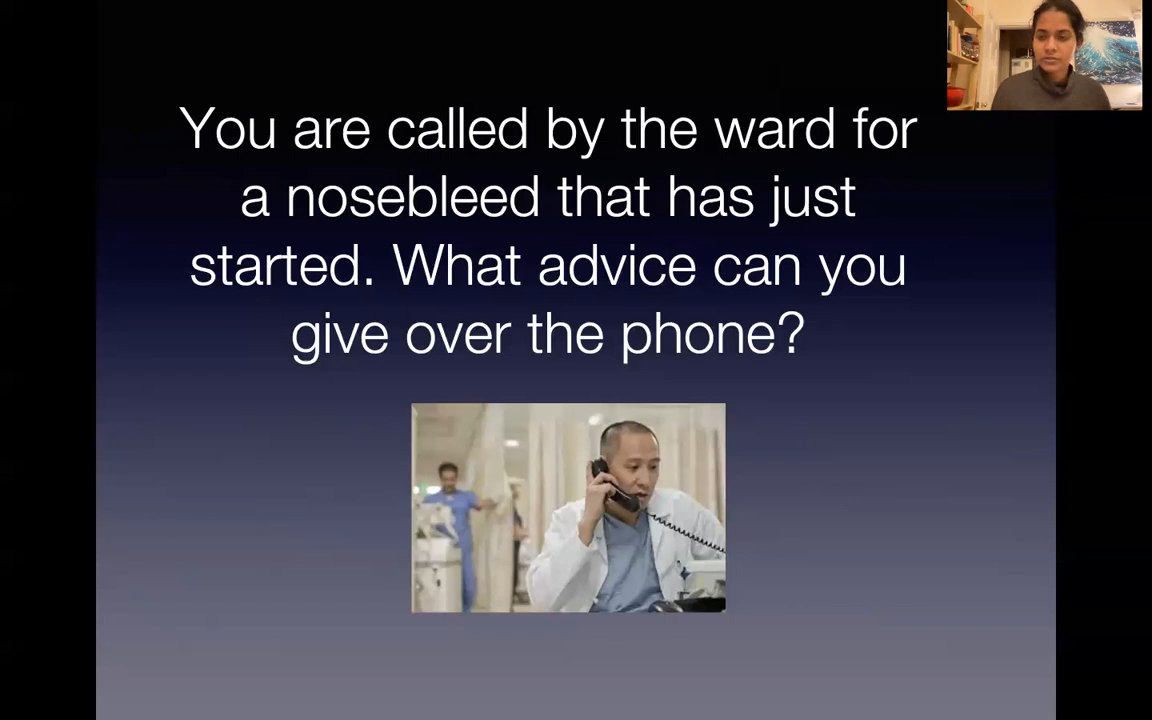 You are called by the ward for
a nosebleed that has just
started. What advice can you
give over the phone?